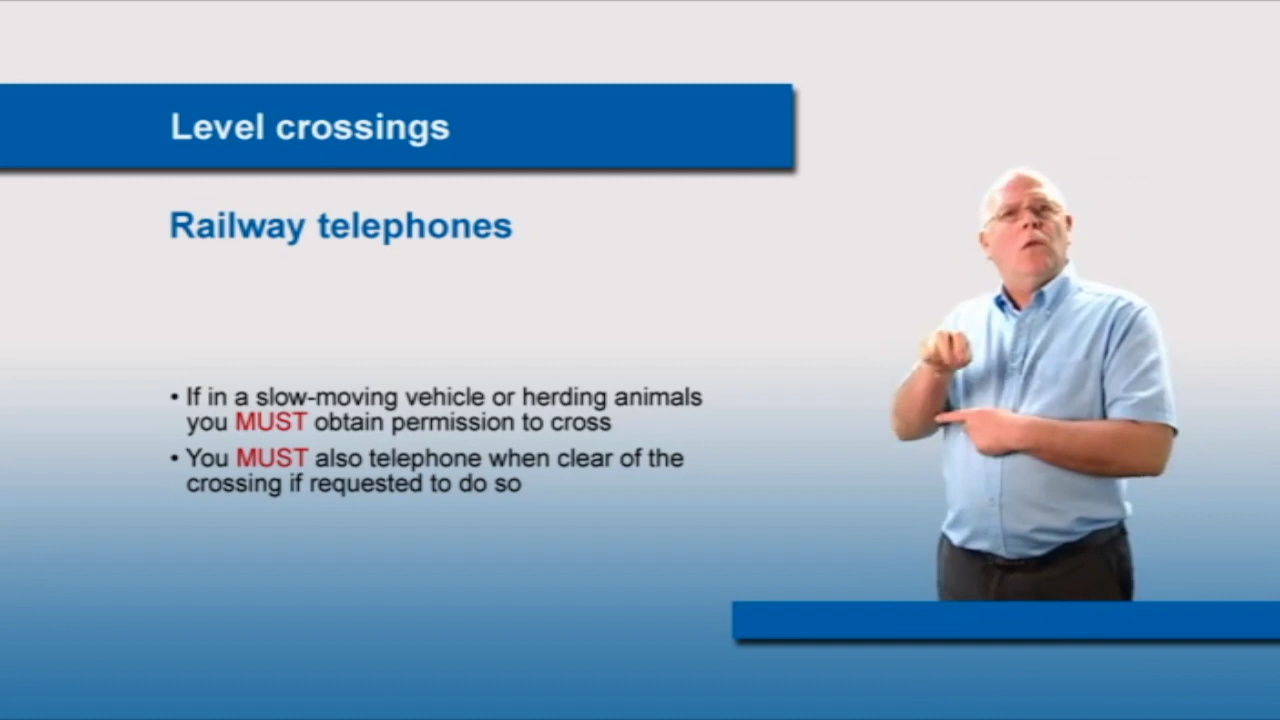 Level crossings
Railway telephones
• If in a slow-moving vehicle or herding animals
you MUST obtain permission to cross
• You MUST also telephone when clear of the
crossing if requested to do so